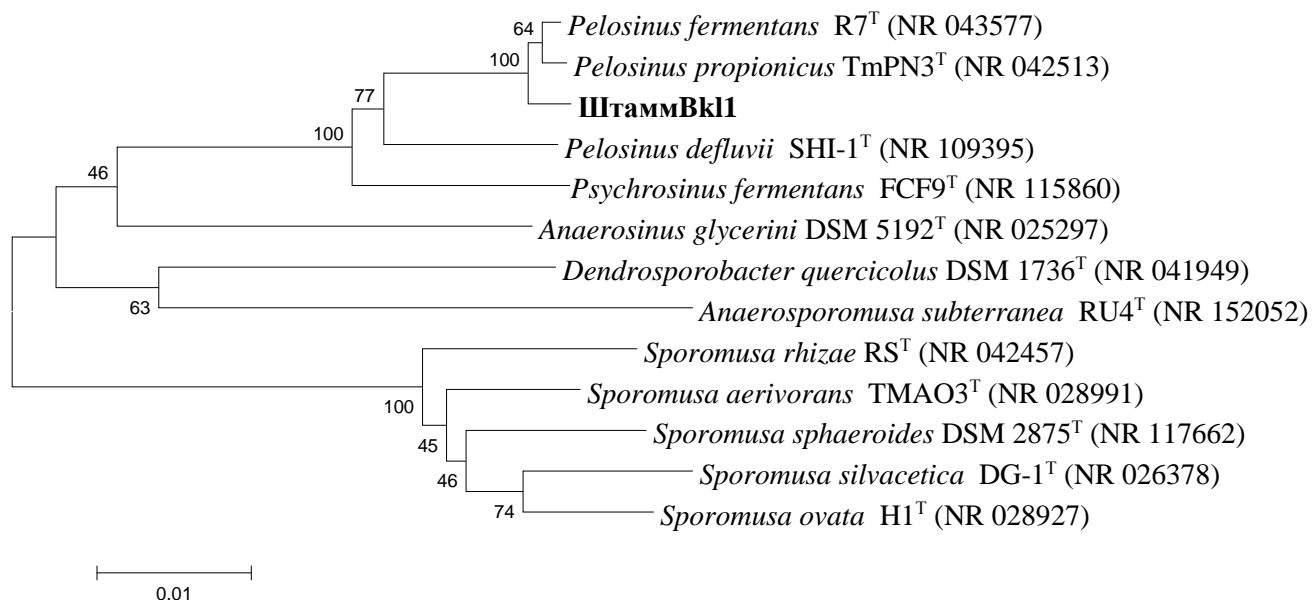 64
Pelosinus fermentans R7ᵀ (NR 043577)
100
Pelosinus propionicus TmPN3ᵀ (NR 042513)
77
ШтаммBkl1
100
Pelosinus defluvii SHI-1ᵀ (NR 109395)
46
Psychrosinus fermentans FCF9ᵀ (NR 115860)
Anaerosinus glycerini DSM 5192ᵀ (NR 025297)
Dendrosporobacter quercicolus DSM 1736ᵀ (NR 041949)
63
Anaerosporomusa subterranea RU4ᵀ (NR 152052)
Sporomusa rhizae RSᵀ (NR 042457)
100
Sporomusa aerivorans TMAO3ᵀ (NR 028991)
45
Sporomusa sphaeroides DSM 2875ᵀ (NR 117662)
46
Sporomusa silvacetica DG-1ᵀ (NR 026378)
74
Sporomusa ovata H1ᵀ (NR 028927)
0.01